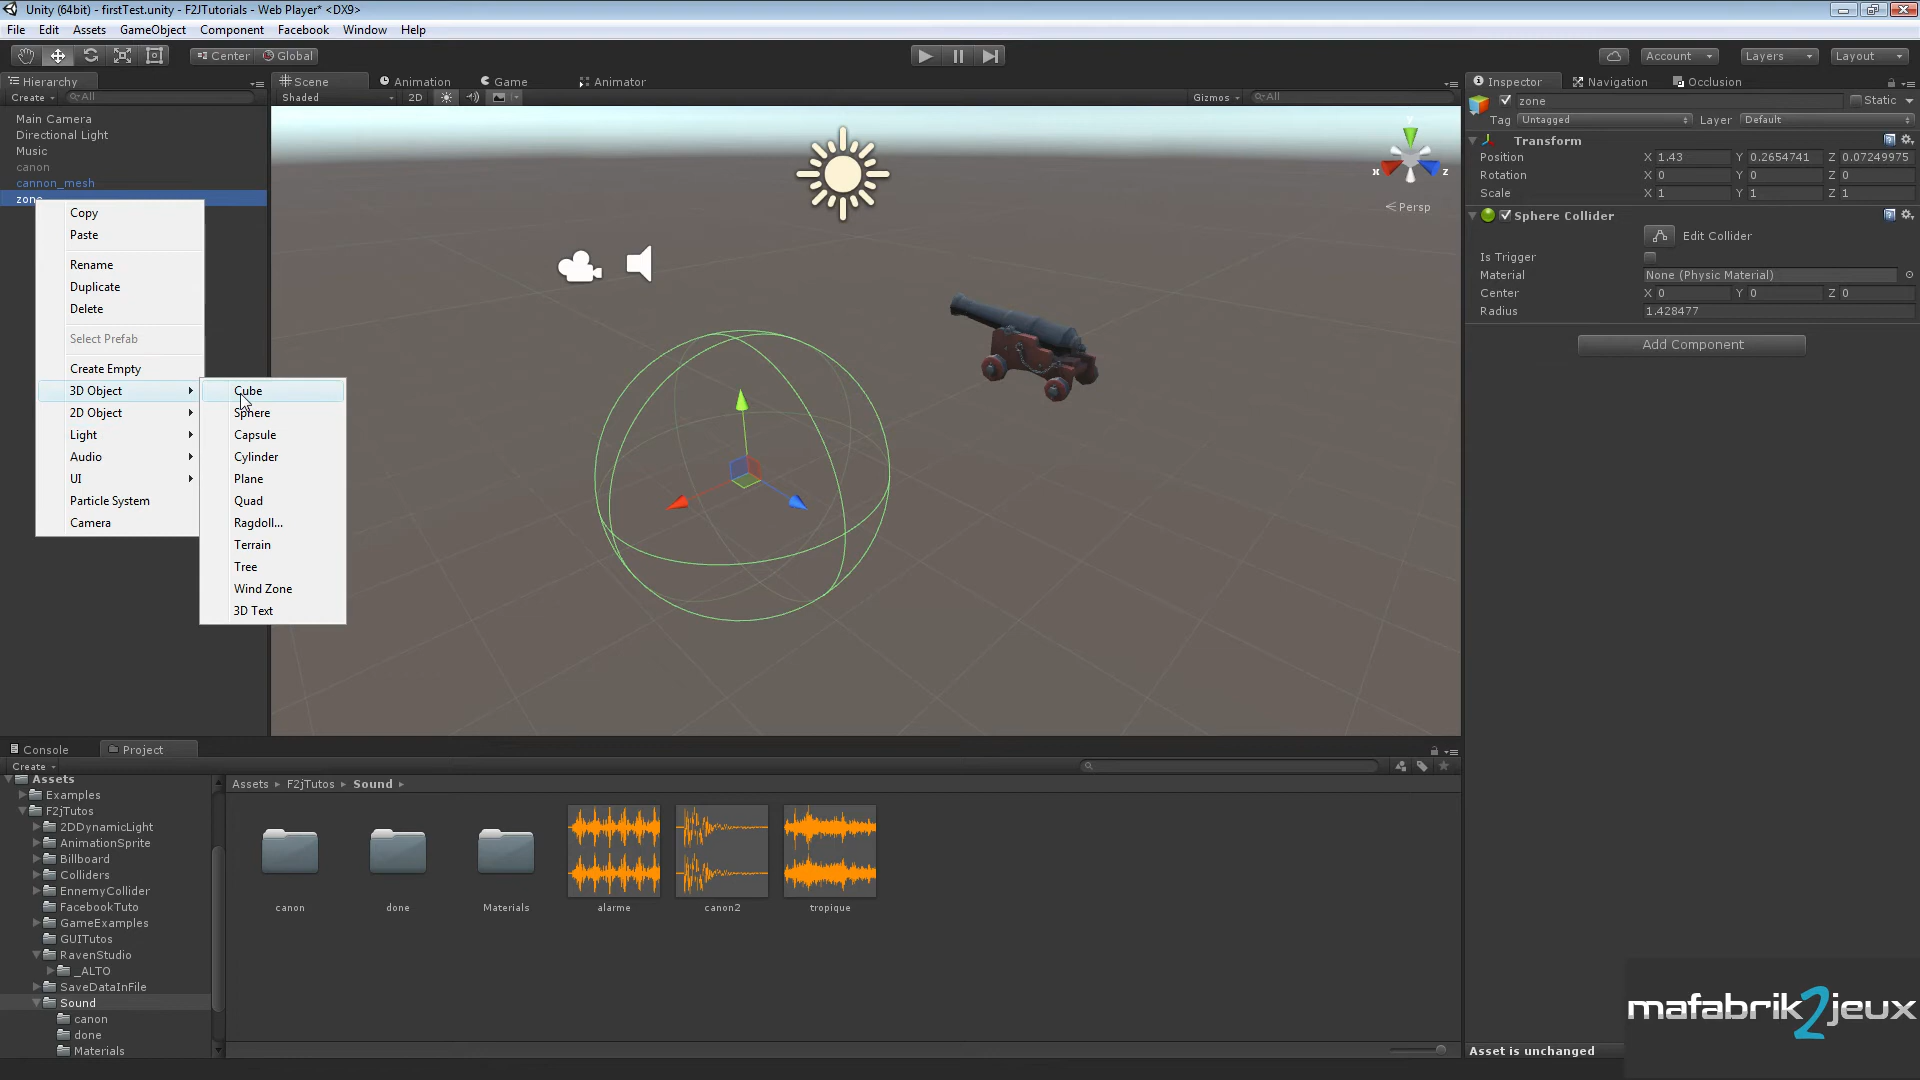 Unity (64bit) - firstTest.unity - F2JTutorials - Web Player* <DX9>
File Edit Assets GameObject Component Facebook Window Help
Center Global Account Layers Layout
Hierarchy
Create All
Main Camera
Directional Light
Music
canon
cannon_mesh
zone
Copy
Paste
Rename
Duplicate
Delete
Select Prefab
Create Empty
3D Object
2D Object
Light
Audio
UI
Particle System
Camera
Cube
Sphere
Capsule
Cylinder
Plane
Quad
Ragdoll...
Terrain
Tree
Wind Zone
3D Text
Scene Animation Game Animator
Shaded 2D Gizmos All
y
x z
Persp
Inspector Navigation Occlusion
zone Static
Tag Untagged Layer Default
Transform
Position X 1.43 Y 0.2654741 Z 0.07249975
Rotation X 0 Y 0 Z 0
Scale X 1 Y 1 Z 1
Sphere Collider
Edit Collider
Is Trigger
Material None (Physic Material)
Center X 0 Y 0 Z 0
Radius 1.428477
Add Component
Console Project
Create
Assets
Examples
F2jTutos
2DDynamicLight
AnimationSprite
Billboard
Colliders
EnnemyCollider
FacebookTuto
GameExamples
GUITutos
RavenStudio
_ALTO
SaveDataInFile
Sound
canon
done
Materials
Assets F2jTutos Sound
canon done Materials alarme canon2 tropique
mafabrik2jeux
Asset is unchanged